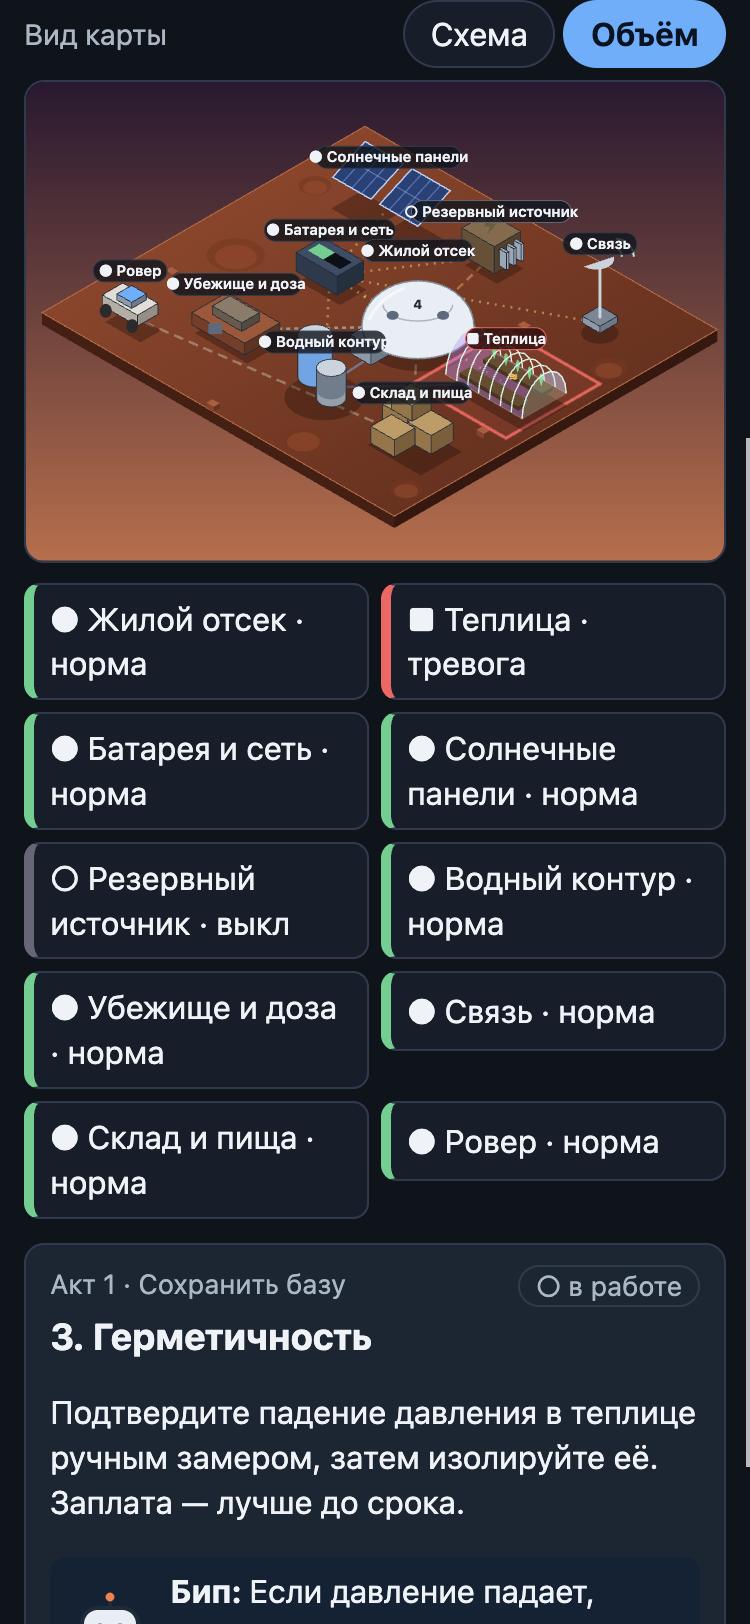 Вид карты
Схема
Объём
Солнечные панели
Резервный источник
Батарея и сеть
Связь
Жилой отсек
Ровер
Убежище и доза
4
Водный контур
Теплица
Склад и пища
Жилой отсек ·
норма
Теплица ·
тревога
Батарея и сеть ·
норма
Солнечные
панели · норма
Резервный
источник · выкл
Водный контур ·
норма
Убежище и доза
· норма
Связь · норма
Склад и пища ·
норма
Ровер · норма
Акт 1 · Сохранить базу
в работе
3. Герметичность
Подтвердите падение давления в теплице
ручным замером, затем изолируйте её.
Заплата — лучше до срока.
Бип: Если давление падает,